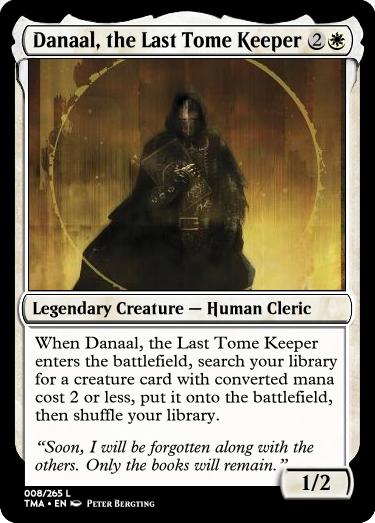 Danaal, the Last Tome Keeper 2
Legendary Creature — Human Cleric
When Danaal, the Last Tome Keeper
enters the battlefield, search your library
for a creature card with converted mana
cost 2 or less, put it onto the battlefield,
then shuffle your library.
“Soon, I will be forgotten along with the
others. Only the books will remain.”
1/2
008/265 L
TMA • EN Peter Bergting